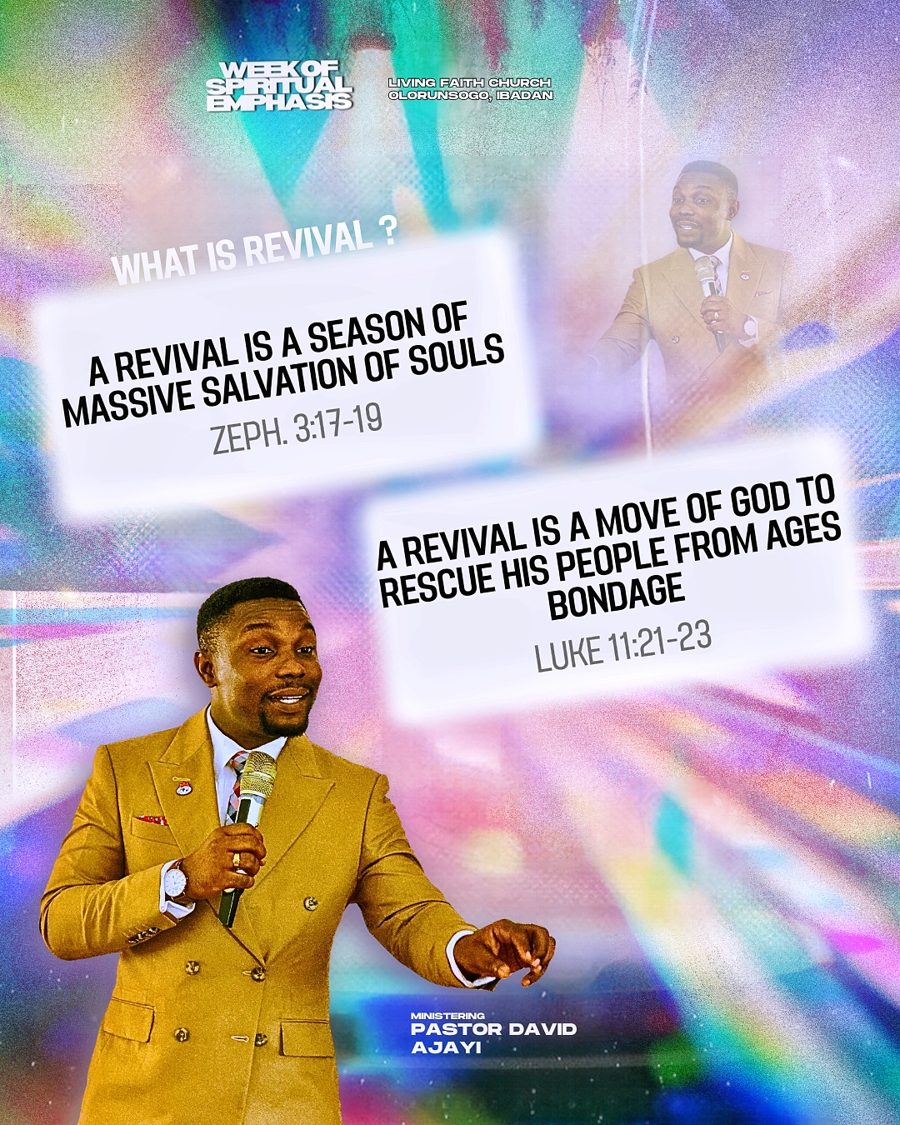 WEEK OF
SPIRITUAL
EMPHASIS
LIVING FAITH CHURCH
OLORUNSOGO, IBADAN
WHAT IS REVIVAL ?
A REVIVAL IS A SEASON OF
MASSIVE SALVATION OF SOULS
ZEPH. 3:17-19
A REVIVAL IS A MOVE OF GOD TO
RESCUE HIS PEOPLE FROM AGES
BONDAGE
LUKE 11:21-23
MINISTERING
PASTOR DAVID
AJAYI